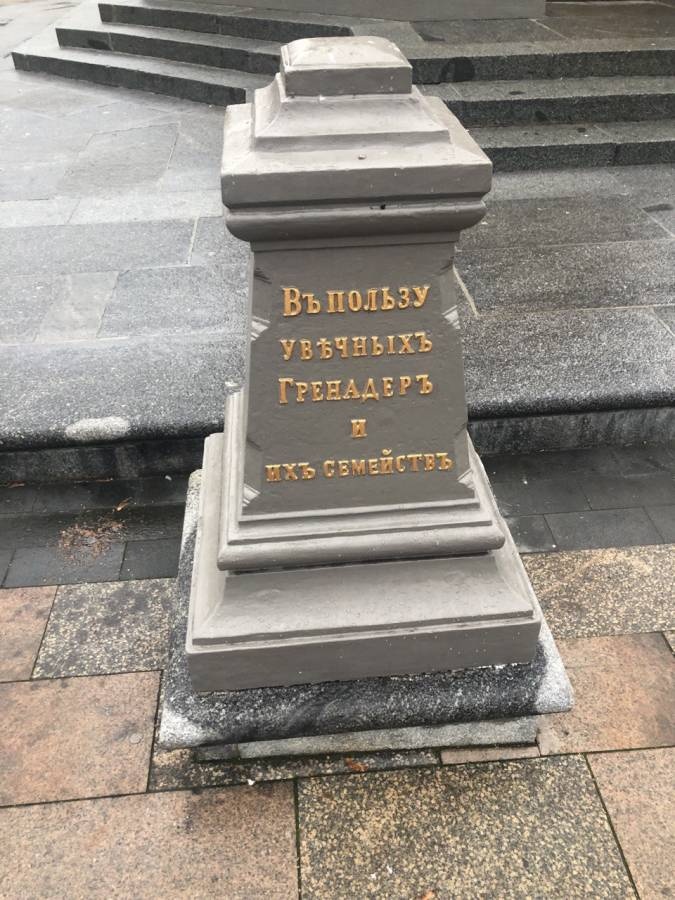 Въ пользу
увѣчныхъ
Гренадеръ
и
ихъ семействъ